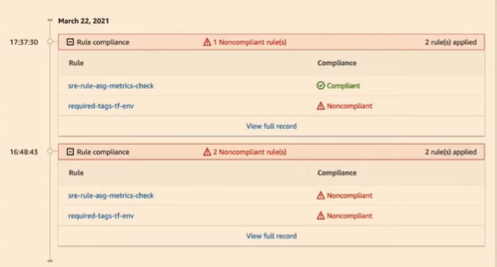 March 22, 2021
17:37:30 Rule compliance 1 Noncompliant rule(s) 2 rule(s) applied
Rule Compliance
sre-rule-asg-metrics-check Compliant
required-tags-tf-env Noncompliant
View full record
16:48:43 Rule compliance 2 Noncompliant rule(s) 2 rule(s) applied
Rule Compliance
sre-rule-asg-metrics-check Noncompliant
required-tags-tf-env Noncompliant
View full record